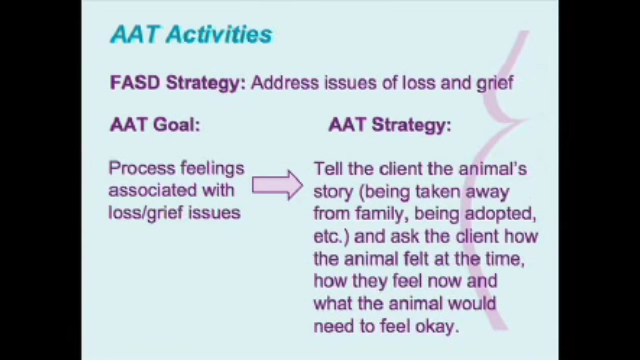 AAT Activities
FASD Strategy: Address issues of loss and grief
AAT Goal:
AAT Strategy:
Process feelings
associated with
loss/grief issues
Tell the client the animal's
story (being taken away
from family, being adopted,
etc.) and ask the client how
the animal felt at the time,
how they feel now and
what the animal would
need to feel okay.